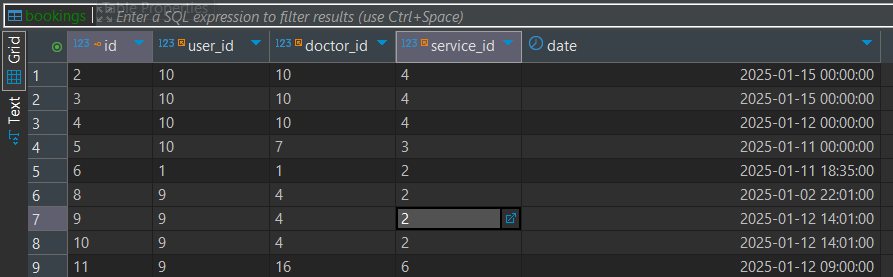 Table Properties
bookings Enter a SQL expression to filter results (use Ctrl+Space)
Grid
Text
123 id 123 user_id 123 doctor_id 123 service_id date
1 2 10 10 4 2025-01-15 00:00:00
2 3 10 10 4 2025-01-15 00:00:00
3 4 10 10 4 2025-01-12 00:00:00
4 5 10 7 3 2025-01-11 00:00:00
5 6 1 1 2 2025-01-11 18:35:00
6 8 9 4 2 2025-01-02 22:01:00
7 9 9 4 2 2025-01-12 14:01:00
8 10 9 4 2 2025-01-12 14:01:00
9 11 9 16 6 2025-01-12 09:00:00